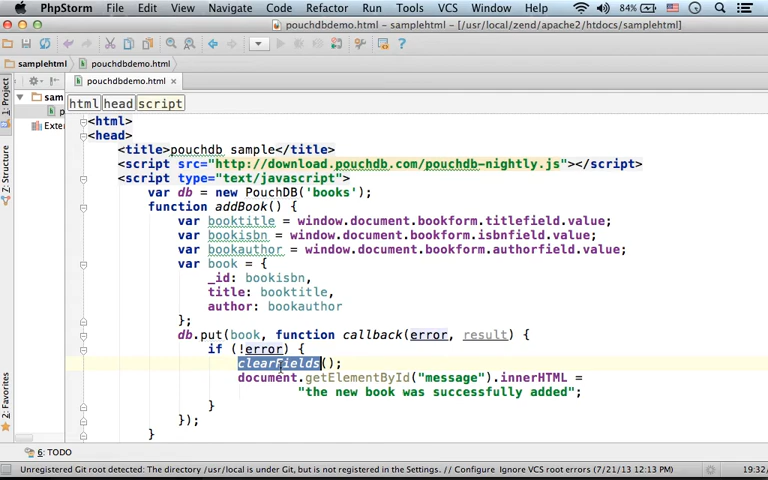 PhpStorm File Edit View Navigate Code Refactor Run Tools VCS Window Help 84%
pouchdbdemo.html - samplehtml - [/usr/local/zend/apache2/htdocs/samplehtml]
samplehtml pouchdbdemo.html
pouchdbdemo.html
html head script
1: Project
Z: Structure
2: Favorites
sam
p
Exter
<html>
<head>
<title>pouchdb sample</title>
<script src="http://download.pouchdb.com/pouchdb-nightly.js"></script>
<script type="text/javascript">
var db = new PouchDB('books');
function addBook() {
var booktitle = window.document.bookform.titlefield.value;
var bookisbn = window.document.bookform.isbnfield.value;
var bookauthor = window.document.bookform.authorfield.value;
var book = {
_id: bookisbn,
title: booktitle,
author: bookauthor
};
db.put(book, function callback(error, result) {
if (!error) {
clearFields();
document.getElementById("message").innerHTML =
"the new book was successfully added";
}
});
}
6: TODO
Unregistered Git root detected: The directory /usr/local is under Git, but is not registered in the Settings. // Configure Ignore VCS root errors (7/21/13 12:13 PM) 19:32